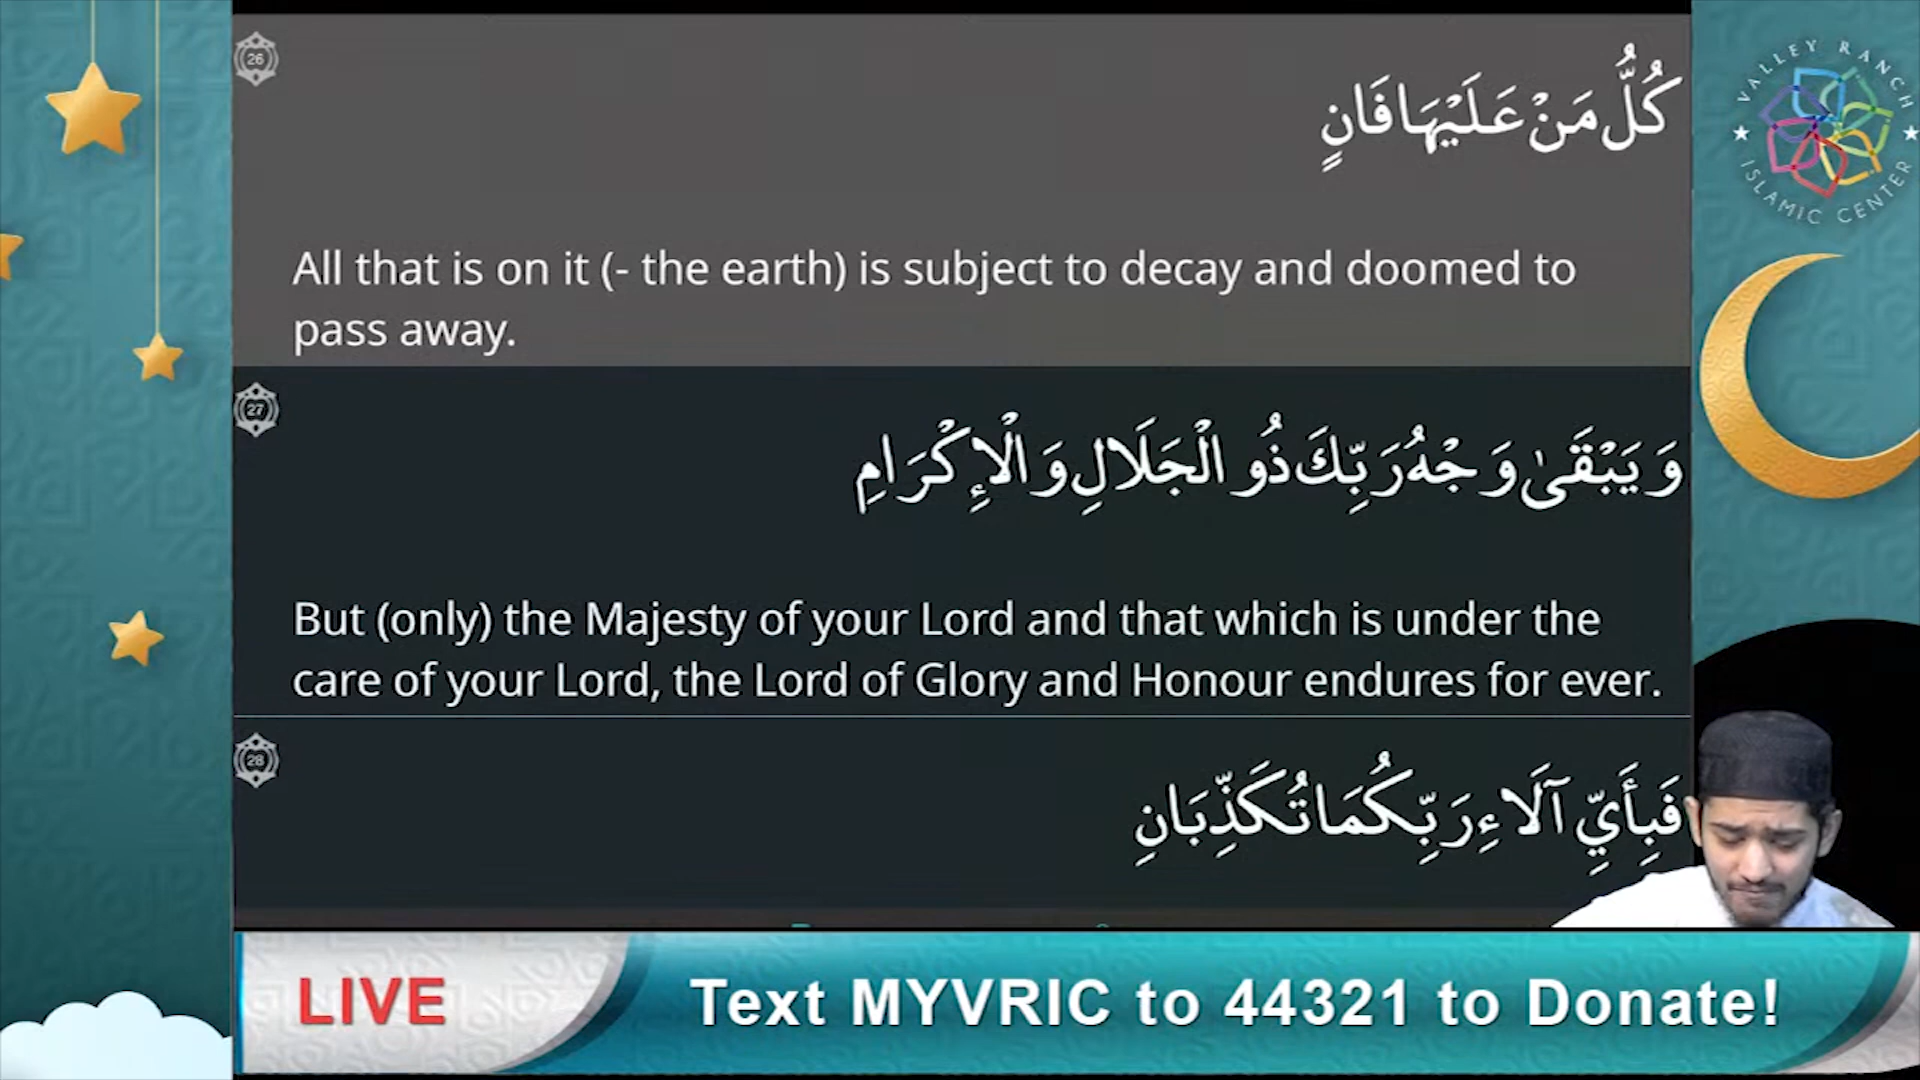 26
كُلُّ مَنْ عَلَيْهَا فَانٍ
All that is on it (- the earth) is subject to decay and doomed to
pass away.
27
وَيَبْقَىٰ وَجْهُ رَبِّكَ ذُو الْجَلَالِ وَالْإِكْرَامِ
But (only) the Majesty of your Lord and that which is under the
care of your Lord, the Lord of Glory and Honour endures for ever.
28
فَبِأَيِّ آلَاءِ رَبِّكُمَا تُكَذِّبَانِ
VALLEY RANCH
ISLAMIC CENTER
LIVE
Text MYVRIC to 44321 to Donate!